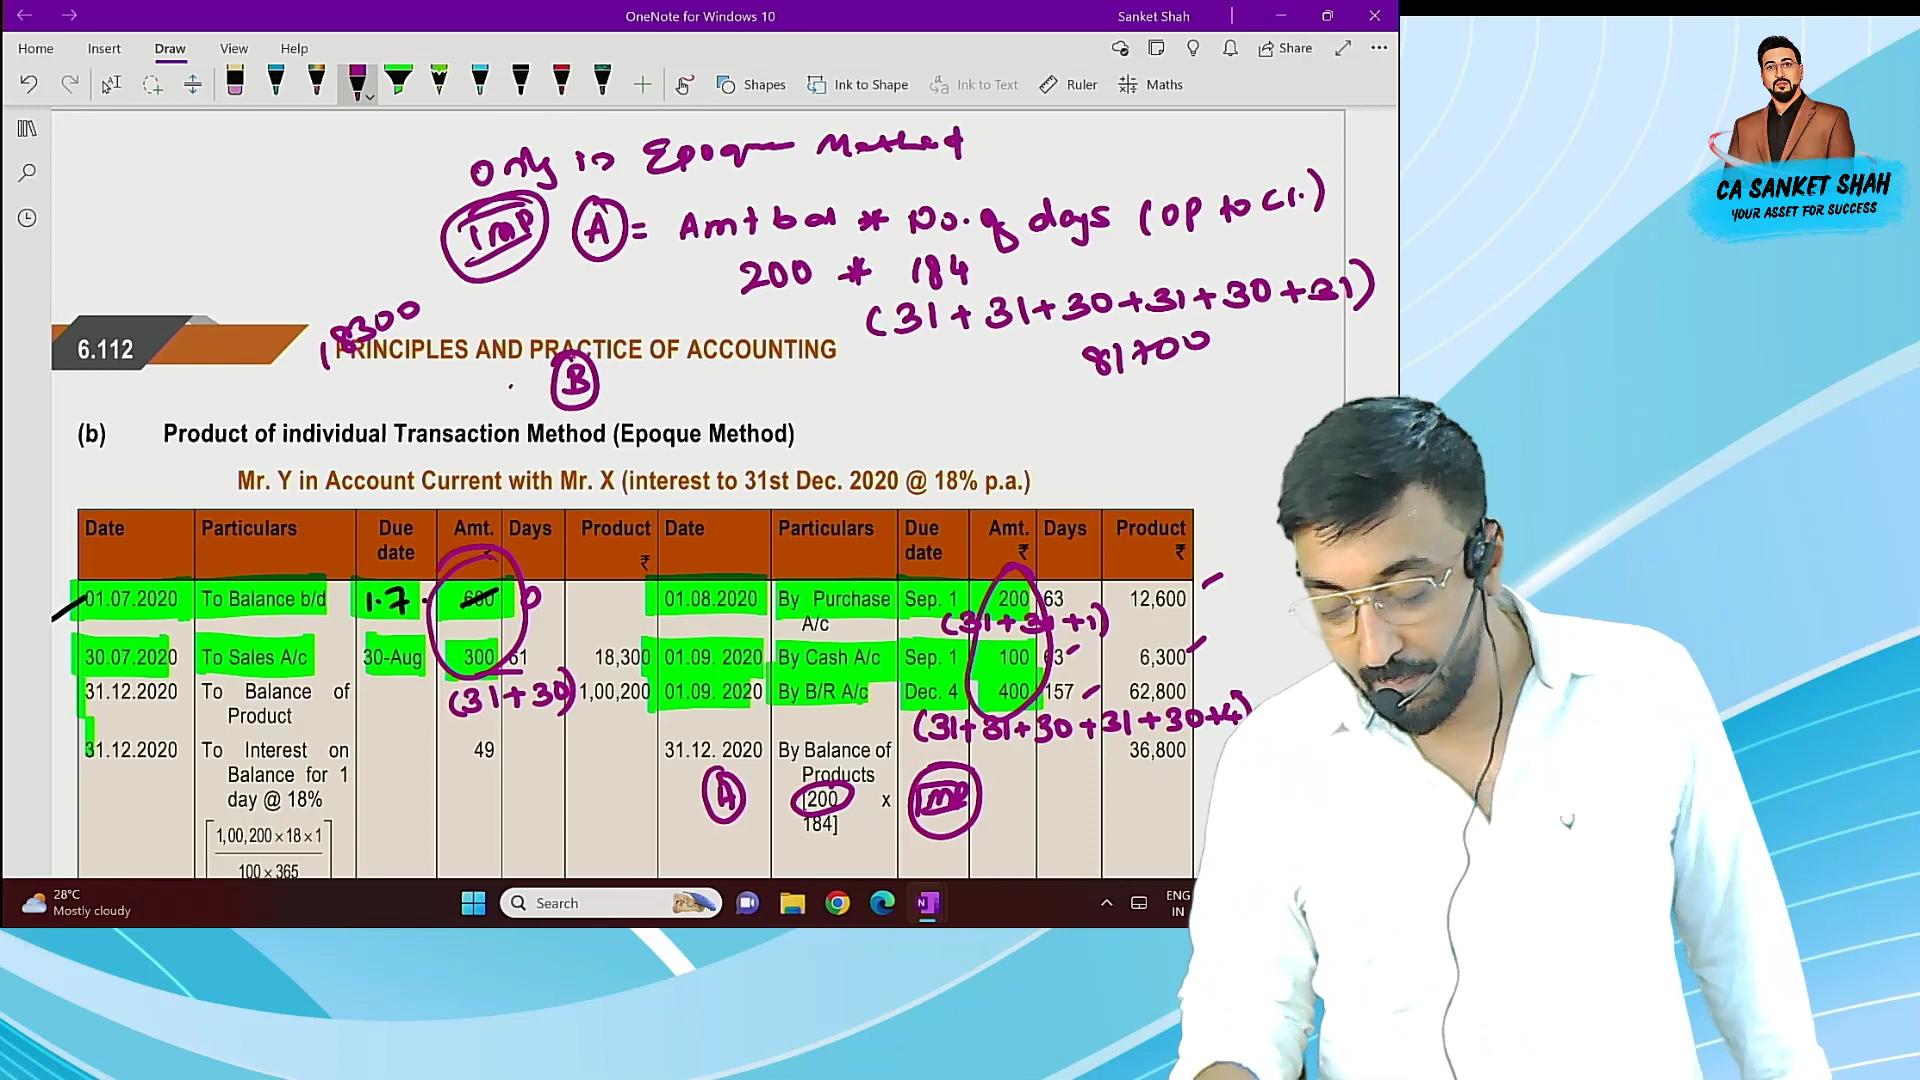 OneNote for Windows 10
Sanket Shah
Home Insert Draw View Help
Share
Shapes Ink to Shape Ink to Text Ruler Maths
CA SANKET SHAH
YOUR ASSET FOR SUCCESS
Only in Epoque Method
Imp A = Amt bal * No. of days (OP to Cl.)
200 * 184
(31+31+30+31+30+31)
18300
81700
6.112 PRINCIPLES AND PRACTICE OF ACCOUNTING
B
(b) Product of individual Transaction Method (Epoque Method)
Mr. Y in Account Current with Mr. X (interest to 31st Dec. 2020 @ 18% p.a.)
Date Particulars Due date Amt. ₹ Days Product ₹ Date Particulars Due date Amt. ₹ Days Product ₹
01.07.2020 To Balance b/d 1.7. 600 0 01.08.2020 By Purchase A/c Sep. 1 200 63 12,600
(31+31+1)
30.07.2020 To Sales A/c 30-Aug 300 61 18,300 01.09. 2020 By Cash A/c Sep. 1 100 63 6,300
(31+30)
31.12.2020 To Balance of Product 1,00,200 01.09. 2020 By B/R A/c Dec. 4 400 157 62,800
(31+31+30+31+30+4)
31.12.2020 To Interest on Balance for 1 day @ 18% 49 31.12. 2020 By Balance of Products [200 x 184] 36,800
A Imp
1,00,200 × 18 × 1
100 × 365
28°C
Mostly cloudy
Search
ENG
IN